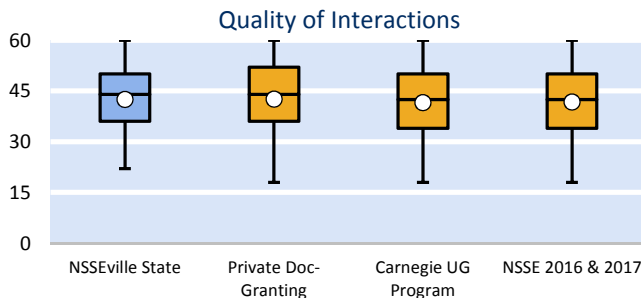 Quality of Interactions
60
45
30
15
0
NSSEville State
Private Doc-
Granting
Carnegie UG
Program
NSSE 2016 & 2017